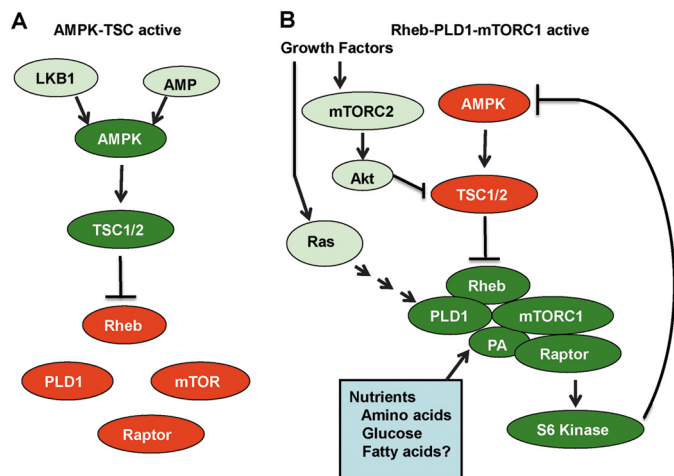 A
AMPK-TSC active
LKB1
AMP
AMPK
TSC1/2
Rheb
PLD1
mTOR
Raptor
B
Rheb-PLD1-mTORC1 active
Growth Factors
mTORC2
AMPK
Akt
TSC1/2
Ras
Rheb
PLD1
mTORC1
PA
Raptor
Nutrients
Amino acids
Glucose
Fatty acids?
S6 Kinase